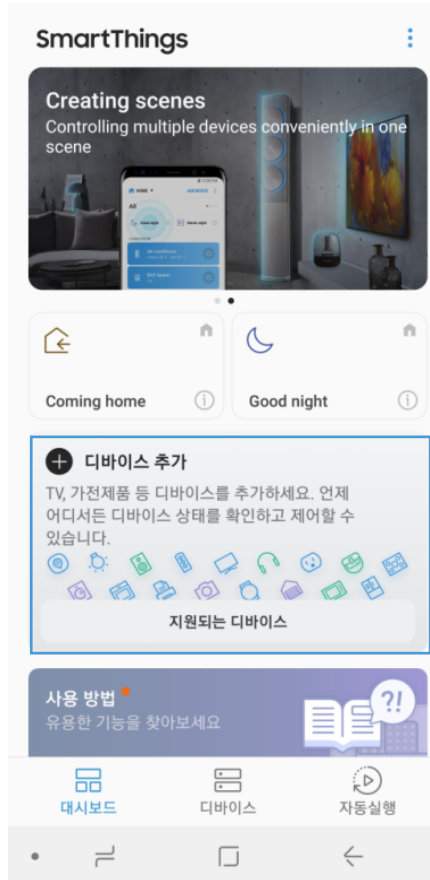 SmartThings
Creating scenes
Controlling multiple devices conveniently in one
scene
Coming home
Good night
디바이스 추가
TV, 가전제품 등 디바이스를 추가하세요. 언제
어디서든 디바이스 상태를 확인하고 제어할 수
있습니다.
지원되는 디바이스
사용 방법
유용한 기능을 찾아보세요
?!
대시보드
디바이스
자동실행